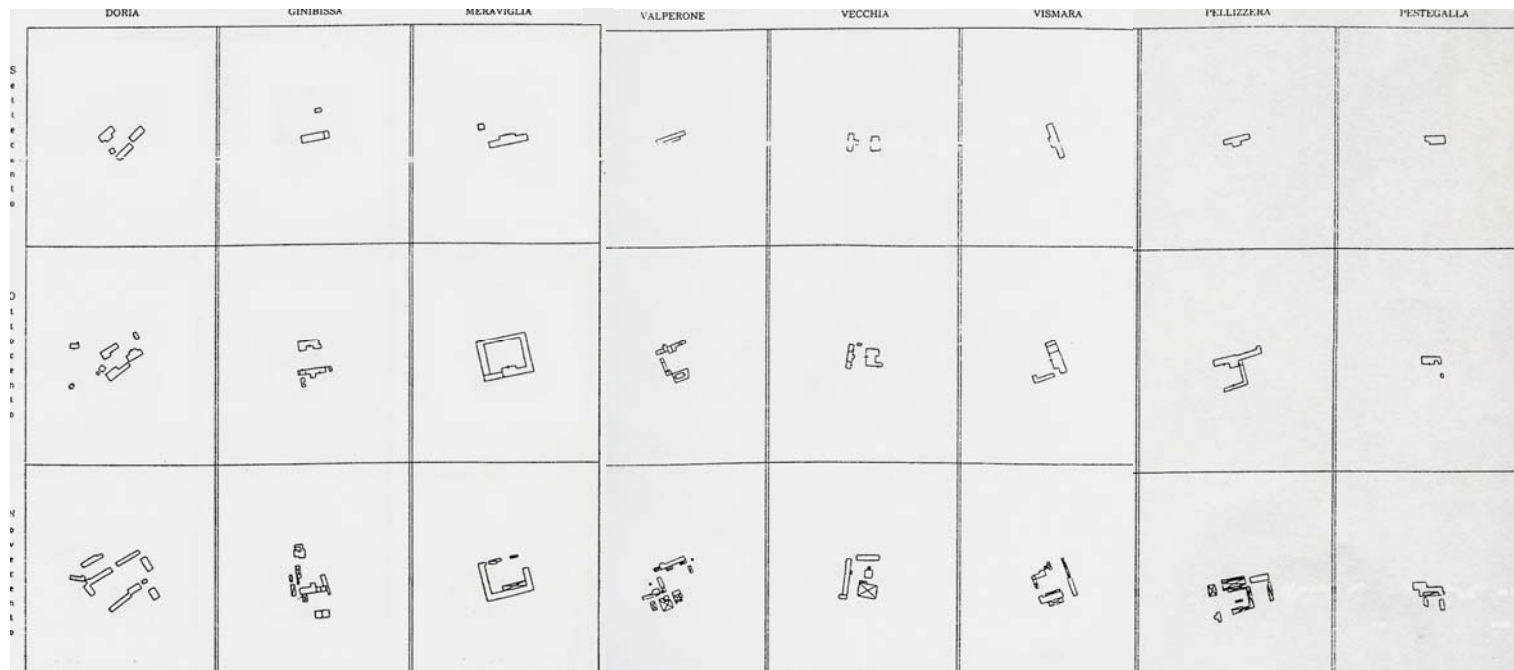 DORIA GINIBISSA MERAVIGLIA VALPERONE VECCHIA VISMARA PELLIZZERA PESTEGALLA
Settecento
Ottocento
Novecento